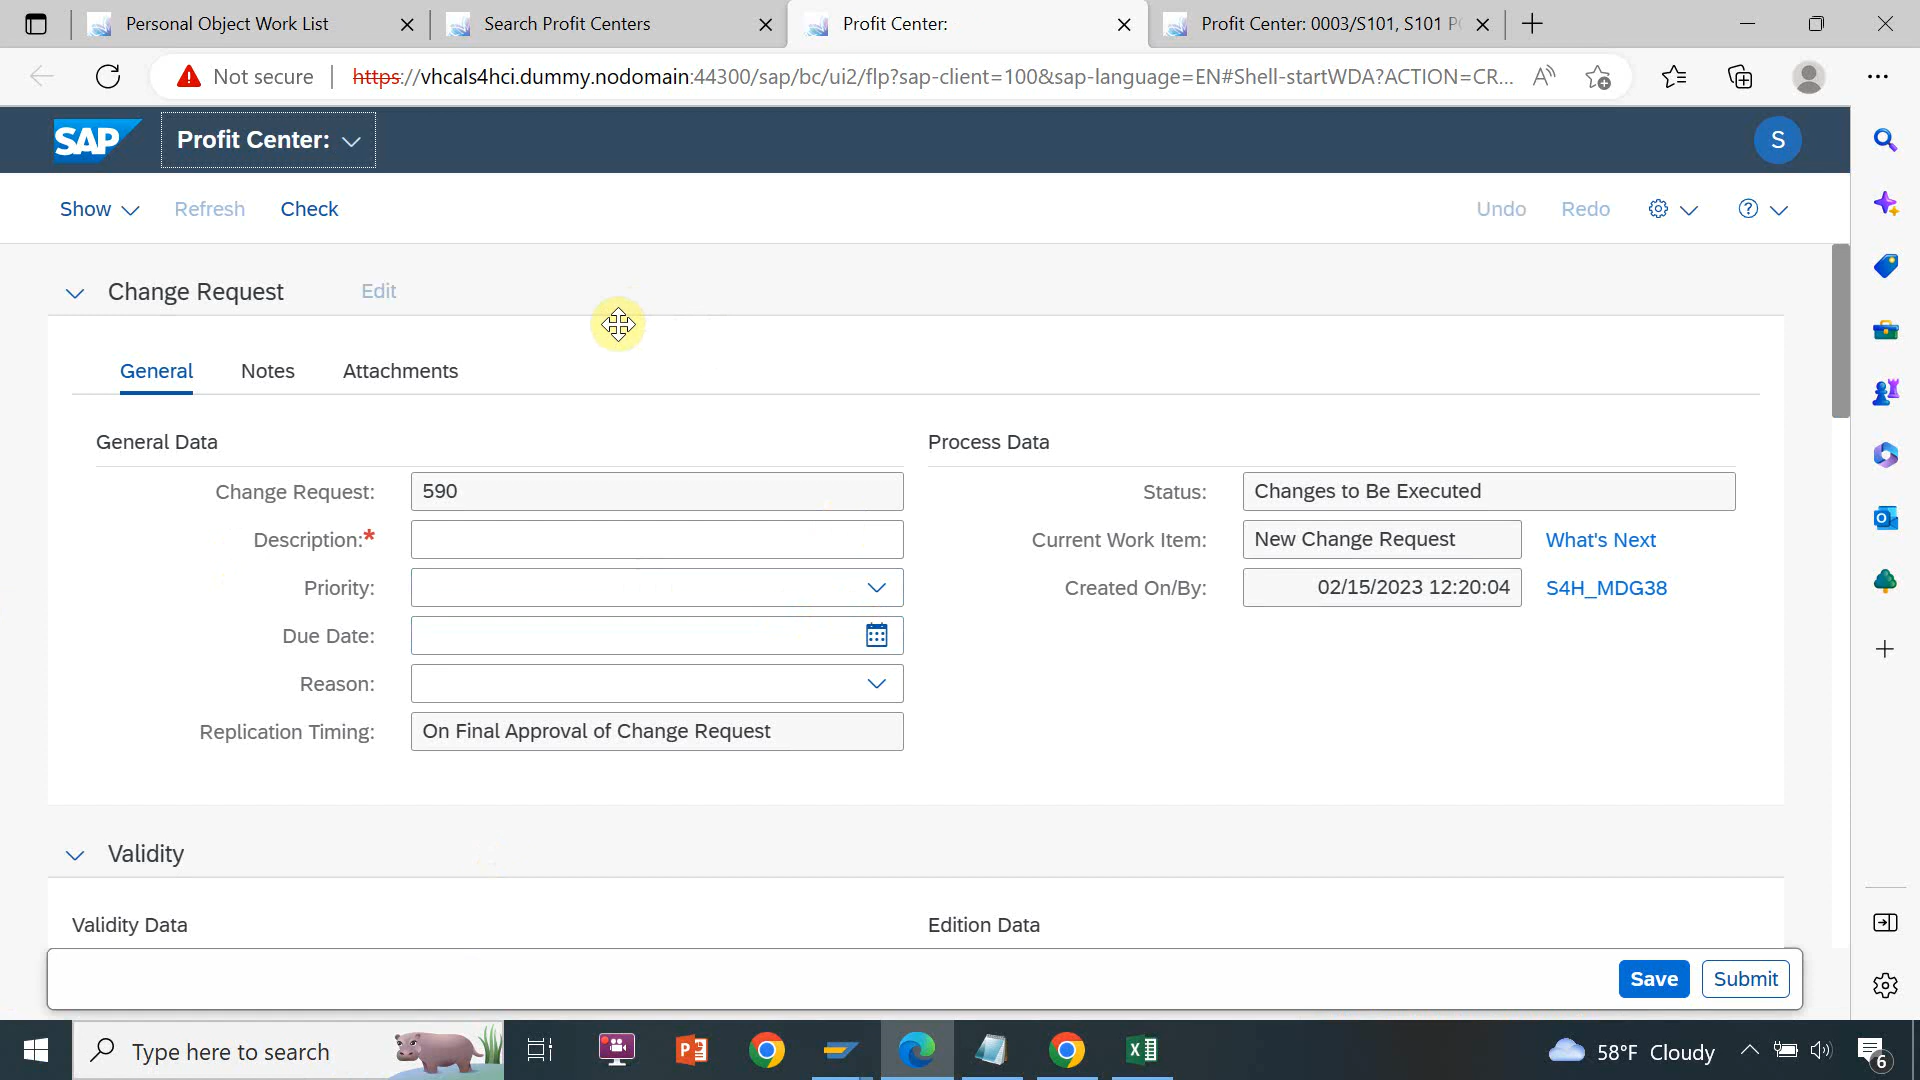 Personal Object Work List
Search Profit Centers
Profit Center:
Profit Center: 0003/S101, S101 P
Not secure
https://vhcals4hci.dummy.nodomain:44300/sap/bc/ui2/flp?sap-client=100&sap-language=EN#Shell-startWDA?ACTION=CR...
SAP
Profit Center:
S
Show
Refresh
Check
Undo
Redo
Change Request
Edit
General
Notes
Attachments
General Data
Process Data
Change Request:
590
Status:
Changes to Be Executed
Description:*
Current Work Item:
New Change Request
What's Next
Priority:
Created On/By:
02/15/2023 12:20:04
S4H_MDG38
Due Date:
Reason:
Replication Timing:
On Final Approval of Change Request
Validity
Validity Data
Edition Data
Save
Submit
Type here to search
58°F Cloudy
6